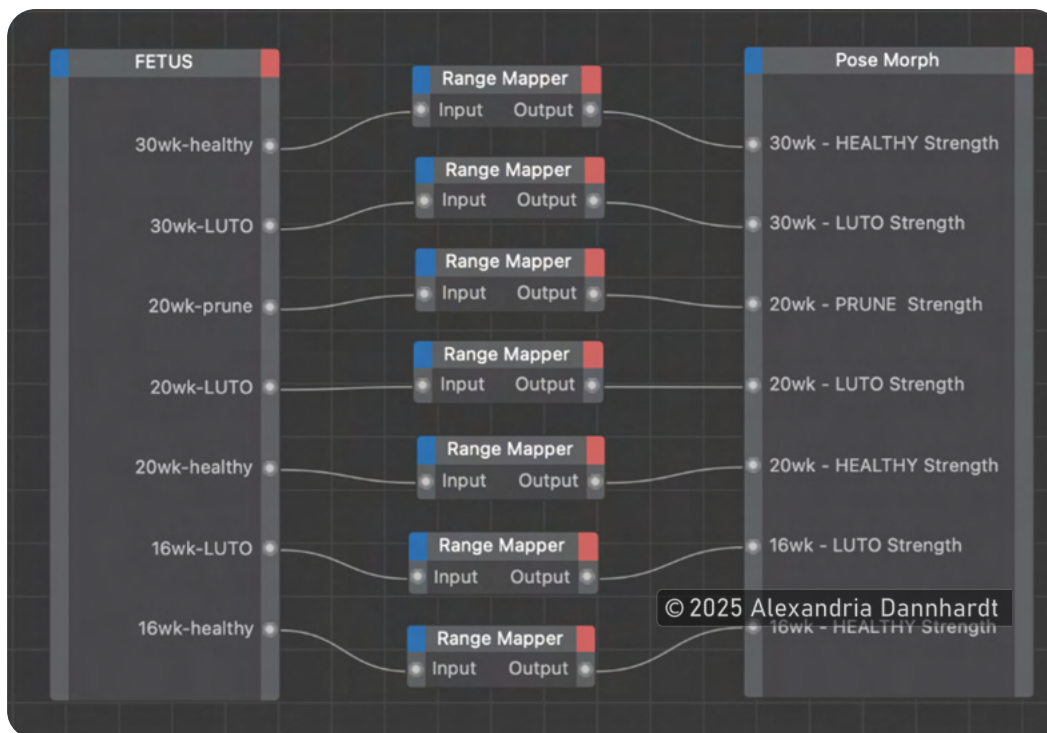 FETUS
30wk-healthy
30wk-LUTO
20wk-prune
20wk-LUTO
20wk-healthy
16wk-LUTO
16wk-healthy
Range Mapper
Input Output
Range Mapper
Input Output
Range Mapper
Input Output
Range Mapper
Input Output
Range Mapper
Input Output
Range Mapper
Input Output
Range Mapper
Input Output
Pose Morph
30wk - HEALTHY Strength
30wk - LUTO Strength
20wk - PRUNE Strength
20wk - LUTO Strength
20wk - HEALTHY Strength
16wk - LUTO Strength
© 2025 Alexandria Dannhardt
16wk - HEALTHY Strength